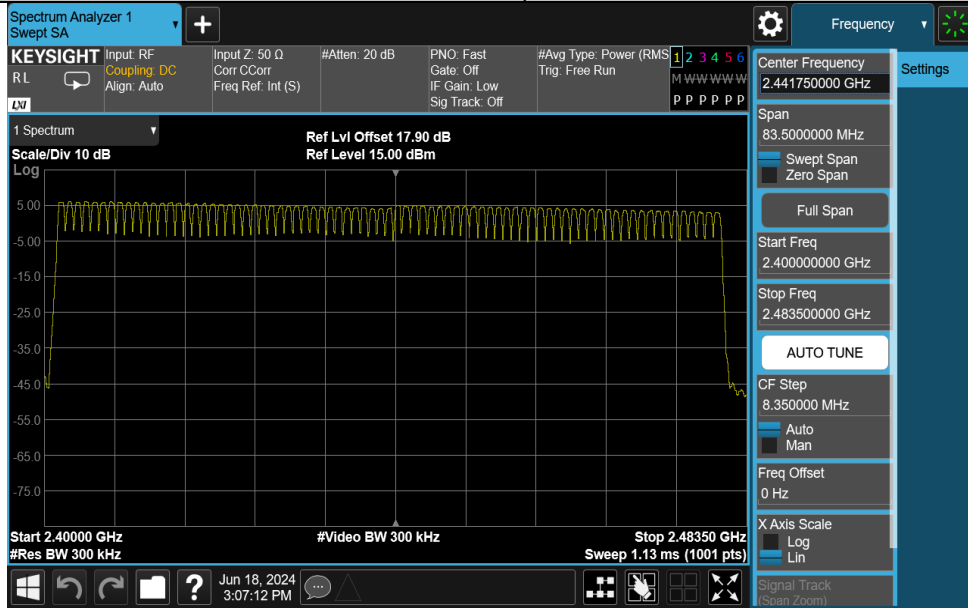 Spectrum Analyzer 1
Swept SA
+
Frequency
KEYSIGHT
RL
LXI
Input: RF
Coupling: DC
Align: Auto
Input Z: 50 Ω
Corr CCorr
Freq Ref: Int (S)
#Atten: 20 dB
PNO: Fast
Gate: Off
IF Gain: Low
Sig Track: Off
#Avg Type: Power (RMS
Trig: Free Run
1 2 3 4 5 6
M W W W W W
P P P P P P
1 Spectrum
Scale/Div 10 dB
Ref Lvl Offset 17.90 dB
Ref Level 15.00 dBm
Log
5.00
-5.00
-15.0
-25.0
-35.0
-45.0
-55.0
-65.0
-75.0
Start 2.40000 GHz
#Video BW 300 kHz
Stop 2.48350 GHz
#Res BW 300 kHz
Sweep 1.13 ms (1001 pts)
Center Frequency
2.441750000 GHz
Settings
Span
83.5000000 MHz
Swept Span
Zero Span
Full Span
Start Freq
2.400000000 GHz
Stop Freq
2.483500000 GHz
AUTO TUNE
CF Step
8.350000 MHz
Auto
Man
Freq Offset
0 Hz
X Axis Scale
Log
Lin
Signal Track
(Span Zoom)
?
Jun 18, 2024
3:07:12 PM